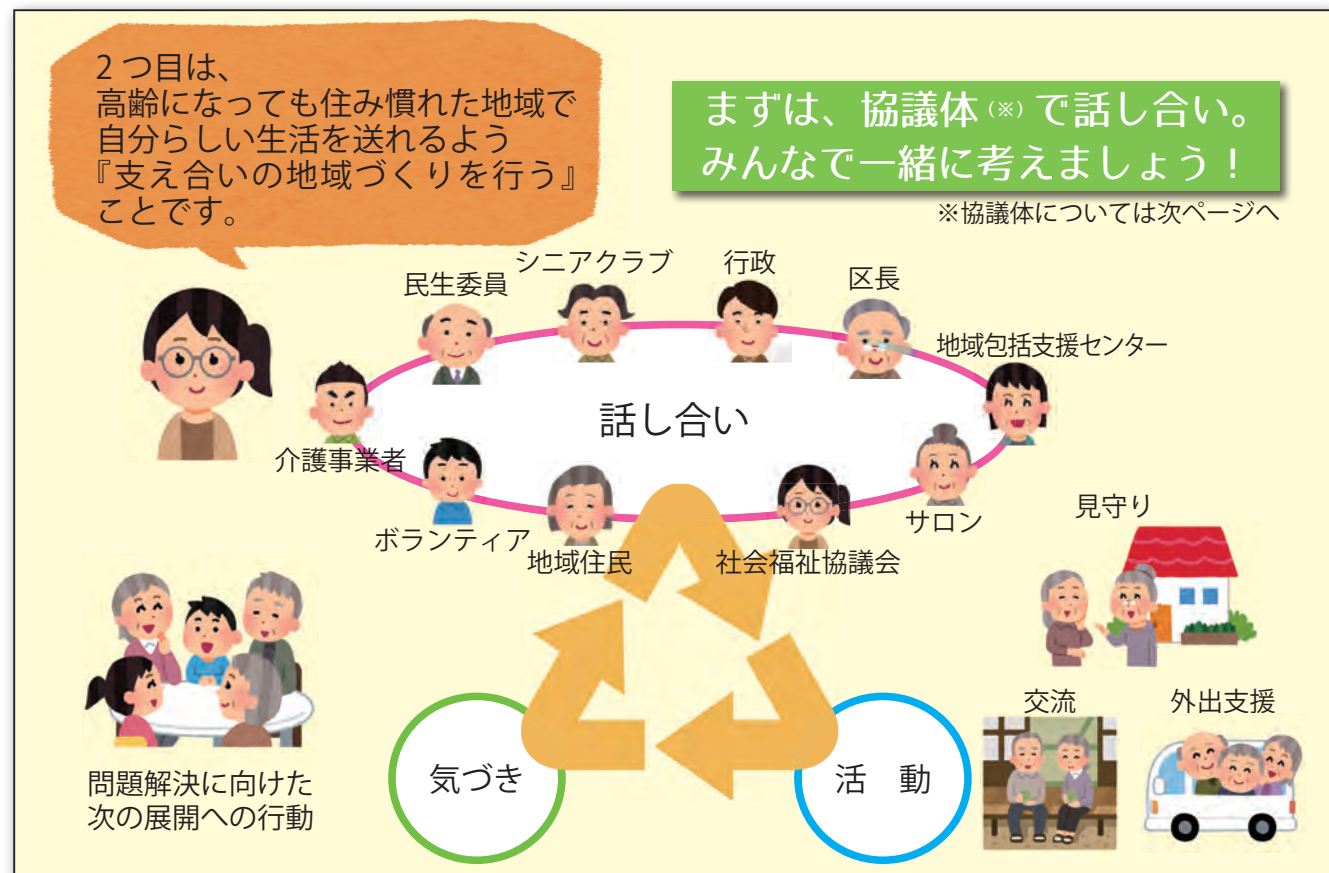 2つ目は、
高齢になっても住み慣れた地域で
自分らしい生活を送れるよう
『支え合いの地域づくりを行う』
ことです。
まずは、協議体(※)で話し合い。
みんなで一緒に考えましょう!
※協議体については次ページへ
民生委員
シニアクラブ
行政
区長
地域包括支援センター
介護事業者
話し合い
ボランティア
地域住民
社会福祉協議会
サロン
見守り
交流
外出支援
問題解決に向けた
次の展開への行動
気づき
活 動